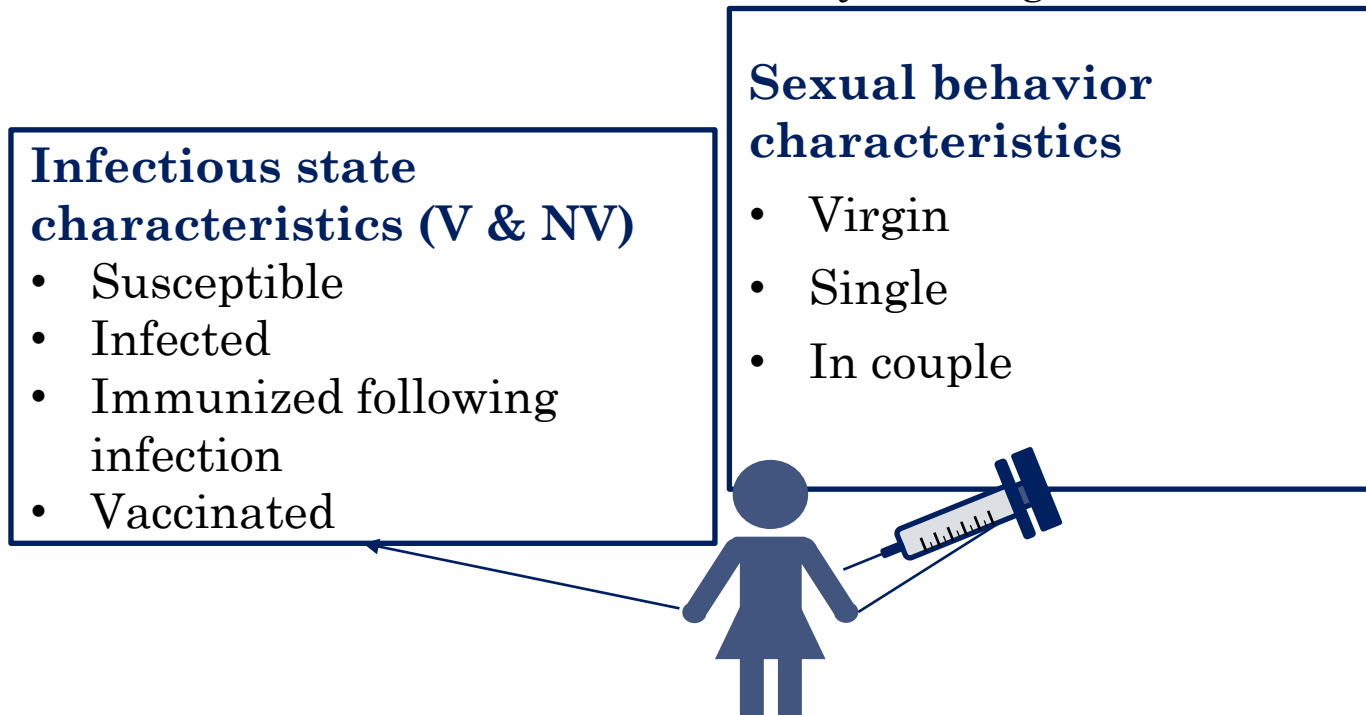 Infectious state
characteristics (V & NV)
• Susceptible
• Infected
• Immunized following
infection
• Vaccinated
Sexual behavior
characteristics
• Virgin
• Single
• In couple